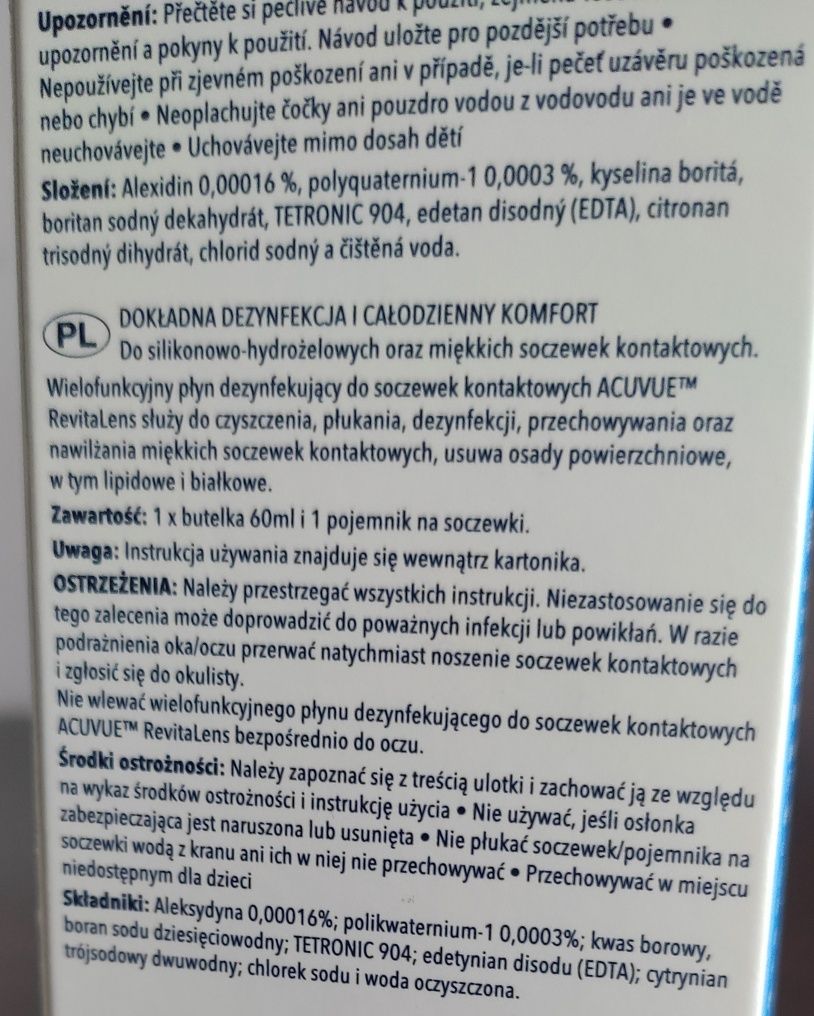 Upozornění: Přečtěte si pečlivě návod k použití,
upozornění a pokyny k použití. Návod uložte pro pozdější potřebu •
Nepoužívejte při zjevném poškození ani v případě, je-li pečeť uzávěru poškozená
nebo chybí • Neoplachujte čočky ani pouzdro vodou z vodovodu ani je ve vodě
neuchovávejte • Uchovávejte mimo dosah dětí
Složení: Alexidin 0,00016 %, polyquaternium-1 0,0003 %, kyselina boritá,
boritan sodný dekahydrát, TETRONIC 904, edetan disodný (EDTA), citronan
trisodný dihydrát, chlorid sodný a čištěná voda.
PL
DOKŁADNA DEZYNFEKCJA I CAŁODZIENNY KOMFORT
Do silikonowo-hydrożelowych oraz miękkich soczewek kontaktowych.
Wielofunkcyjny płyn dezynfekujący do soczewek kontaktowych ACUVUE™
RevitaLens służy do czyszczenia, płukania, dezynfekcji, przechowywania oraz
nawilżania miękkich soczewek kontaktowych, usuwa osady powierzchniowe,
w tym lipidowe i białkowe.
Zawartość: 1 x butelka 60ml i 1 pojemnik na soczewki.
Uwaga: Instrukcja używania znajduje się wewnątrz kartonika.
OSTRZEŻENIA: Należy przestrzegać wszystkich instrukcji. Niezastosowanie się do
tego zalecenia może doprowadzić do poważnych infekcji lub powikłań. W razie
podrażnienia oka/oczu przerwać natychmiast noszenie soczewek kontaktowych
i zgłosić się do okulisty.
Nie wlewać wielofunkcyjnego płynu dezynfekującego do soczewek kontaktowych
ACUVUE™ RevitaLens bezpośrednio do oczu.
Środki ostrożności: Należy zapoznać się z treścią ulotki i zachować ją ze względu
na wykaz środków ostrożności i instrukcję użycia • Nie używać, jeśli osłonka
zabezpieczająca jest naruszona lub usunięta • Nie płukać soczewek/pojemnika na
soczewki wodą z kranu ani ich w niej nie przechowywać • Przechowywać w miejscu
niedostępnym dla dzieci
Składniki: Aleksydyna 0,00016%; polikwaternium-1 0,0003%; kwas borowy,
boran sodu dziesięciowodny; TETRONIC 904; edetynian disodu (EDTA); cytrynian
trójsodowy dwuwodny; chlorek sodu i woda oczyszczona.